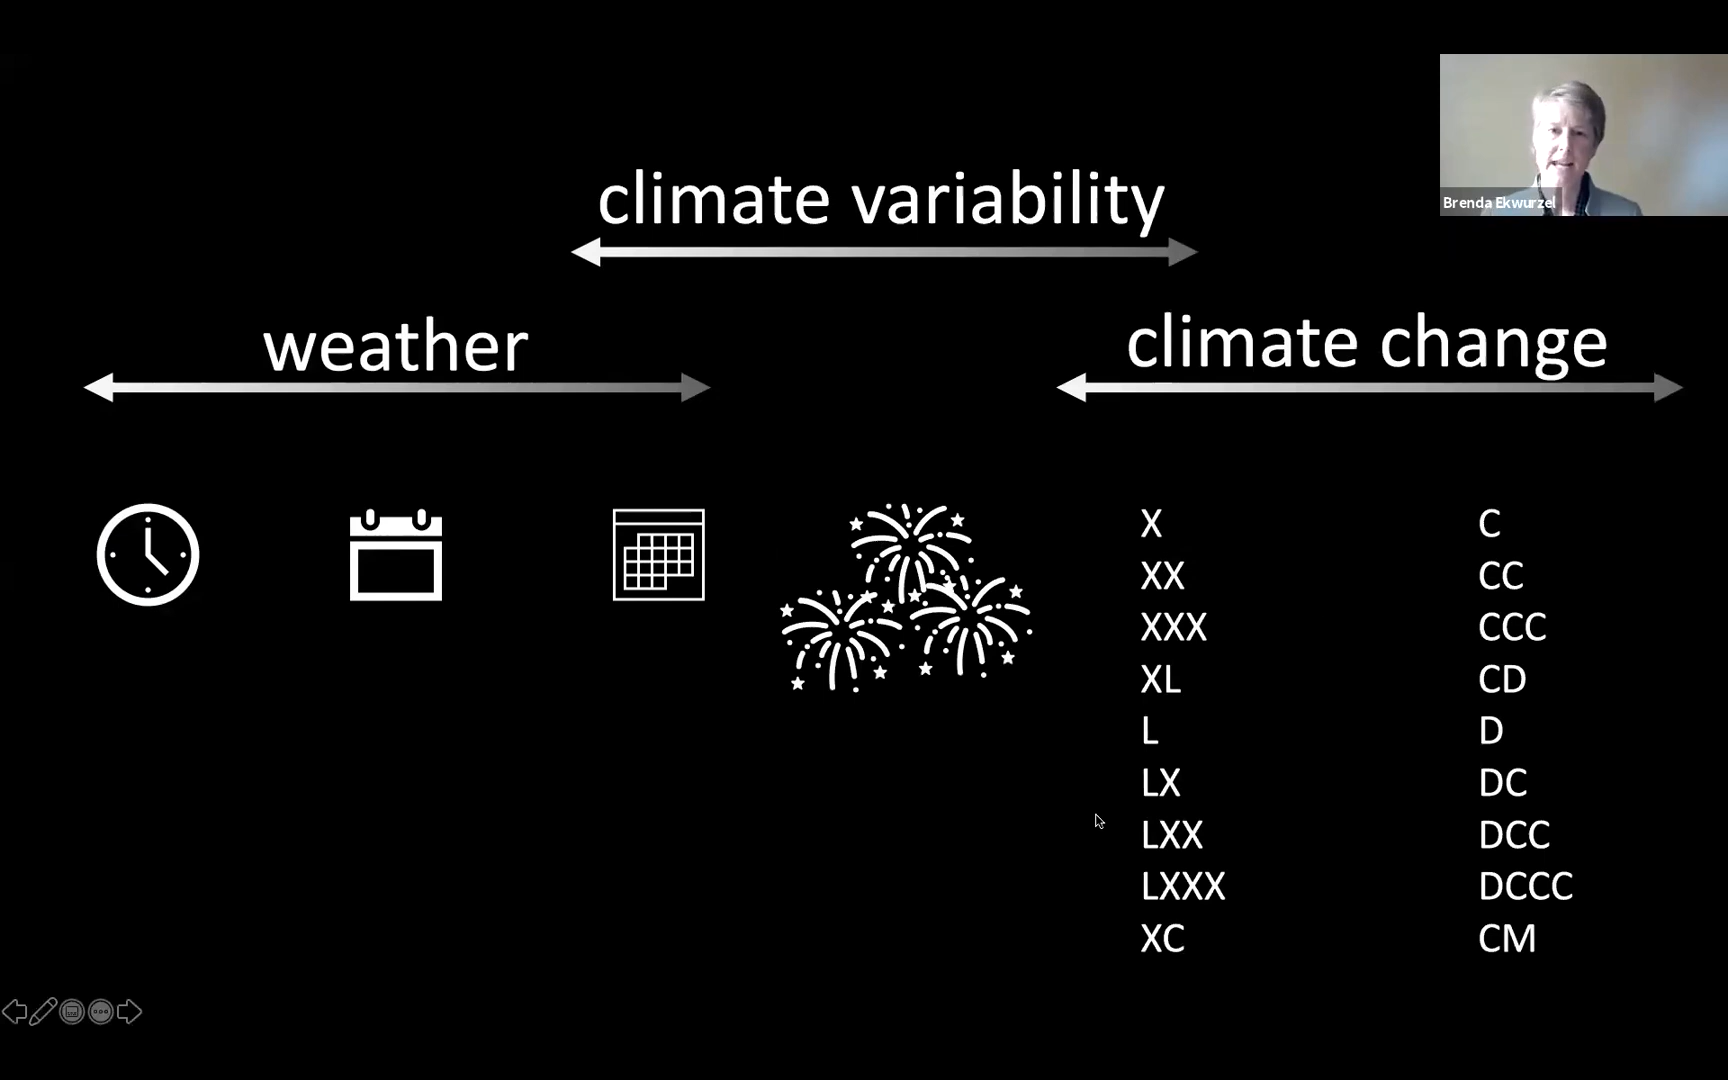 climate variability
Brenda Ekwurzel
weather
climate change
X
XX
XXX
XL
L
LX
LXX
LXXX
XC
C
CC
CCC
CD
D
DC
DCC
DCCC
CM